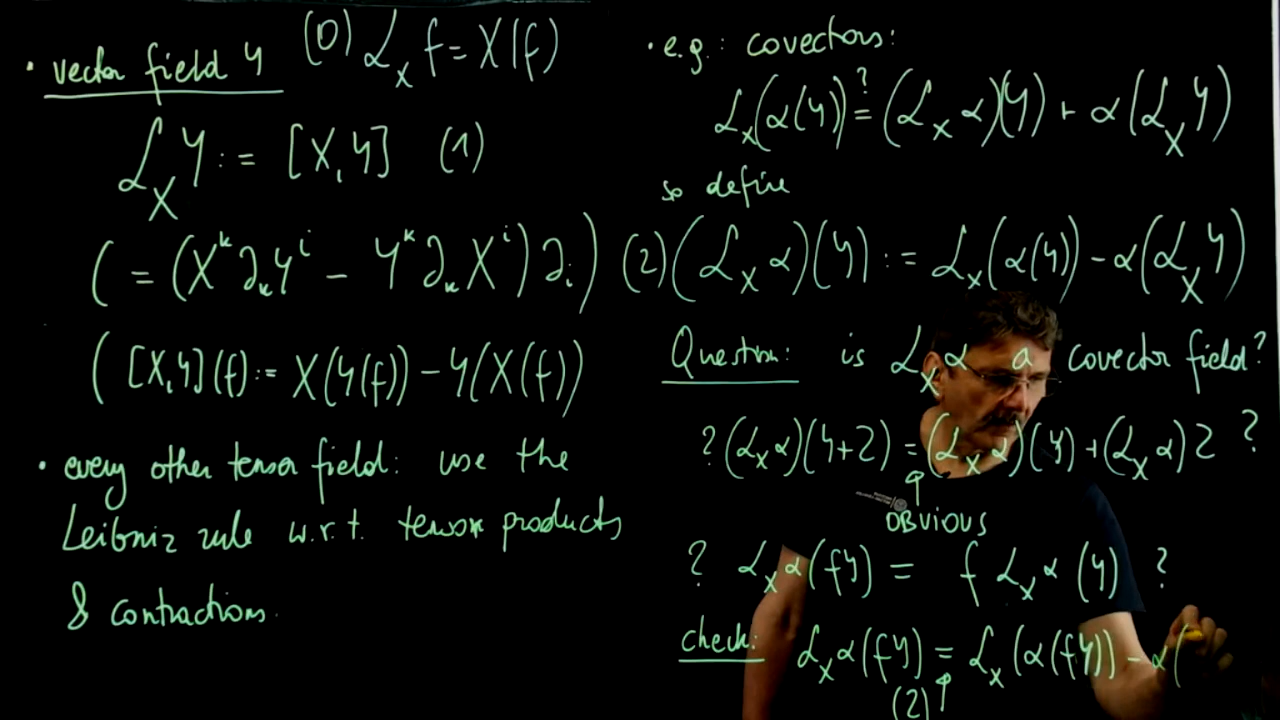 • vector field Y (0) ℒ_X f = X(f)
ℒ_X Y := [X,Y] (1)
( = (X^k ∂_k Y^i - Y^k ∂_k X^i) ∂_i )
( [X,Y](f) := X(Y(f)) - Y(X(f))
• every other tensor field: use the
Leibniz rule w.r.t. tensor products
& contractions.
• e.g.: covectors:
ℒ_X(α(Y)) ?= (ℒ_X α)(Y) + α(ℒ_X Y)
so define
(2) (ℒ_X α)(Y) := ℒ_X(α(Y)) - α(ℒ_X Y)
Question: is ℒ_X α a covector field?
? (ℒ_X α)(Y+Z) = (ℒ_X α)(Y) + (ℒ_X α) Z ?
↑
OBVIOUS
? ℒ_X α(fY) = f ℒ_X α (Y) ?
check: ℒ_X α(fY) = ℒ_X(α(fY)) - α(
(2) ↑